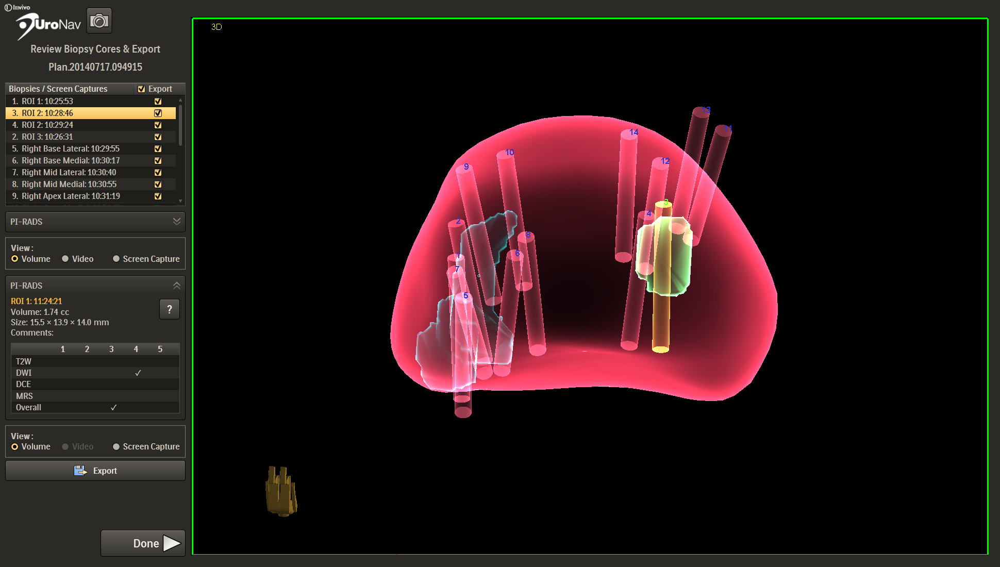 Invivo
UroNav
Review Biopsy Cores & Export
Plan.20140717.094915
Biopsies / Screen Captures Export
1. ROI 1: 10:25:53
3. ROI 2: 10:28:46
4. ROI 2: 10:29:24
2. ROI 3: 10:26:31
5. Right Base Lateral: 10:29:55
6. Right Base Medial: 10:30:17
7. Right Mid Lateral: 10:30:40
8. Right Mid Medial: 10:30:55
9. Right Apex Lateral: 10:31:19
PI-RADS
View:
Volume Video Screen Capture
PI-RADS
ROI 1: 11:24:21
Volume: 1.74 cc
Size: 15.5 × 13.9 × 14.0 mm
Comments:
?
1 2 3 4 5
T2W
DWI ✓
DCE
MRS
Overall ✓
View:
Volume Video Screen Capture
Export
Done
3D
13
11
14
10
12
9
3
4
2
8
6
1
7
5